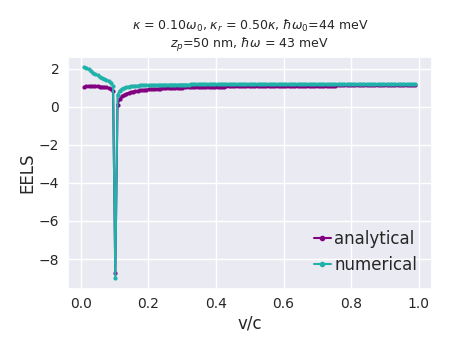 κ = 0.10ω₀, κᵣ = 0.50κ, ℏω₀=44 meV
zₚ=50 nm, ℏω = 43 meV
2
0
−2
−4
−6
−8
EELS
analytical
numerical
0.0 0.2 0.4 0.6 0.8 1.0
v/c